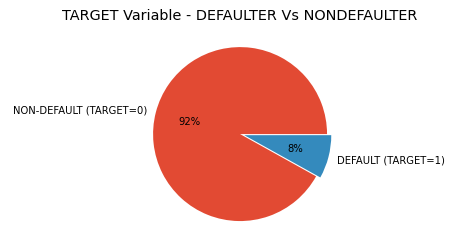 TARGET Variable - DEFAULTER Vs NONDEFAULTER
NON-DEFAULT (TARGET=0)
92%
8%
DEFAULT (TARGET=1)